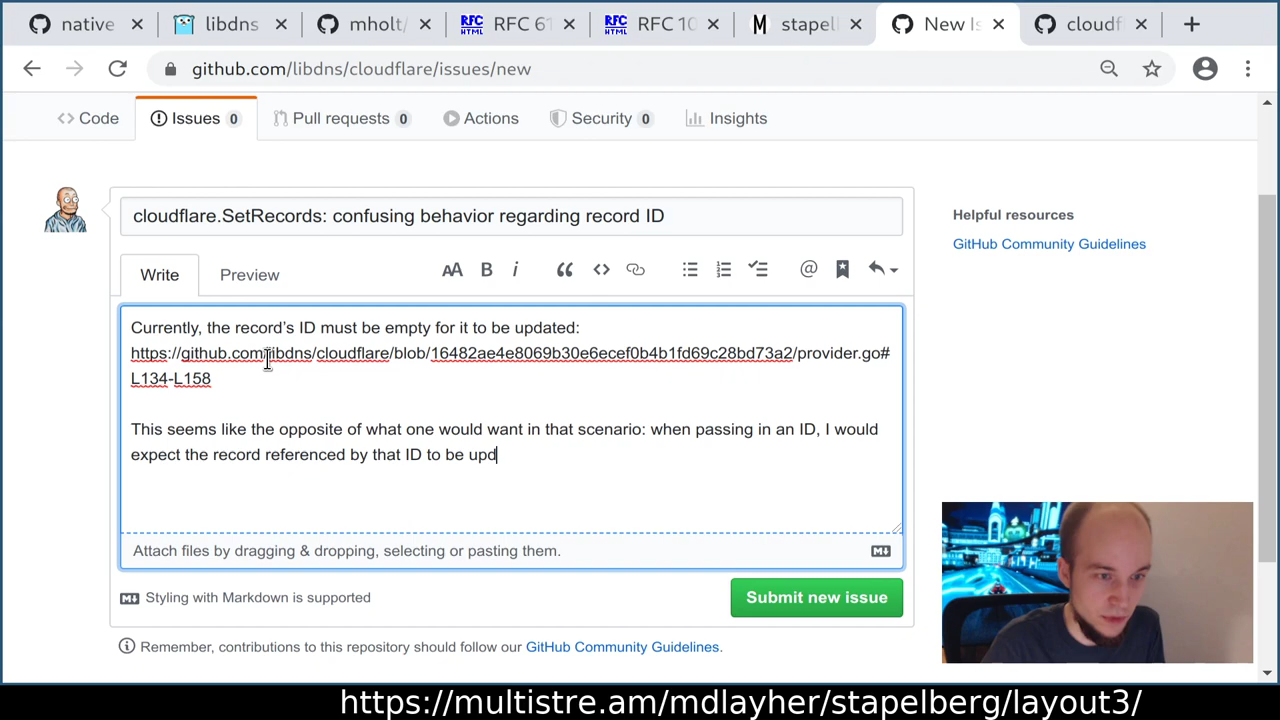 native
libdns
mholt/
RFC 61
RFC 10
stapell
New Is
cloudf
github.com/libdns/cloudflare/issues/new
Code
Issues 0
Pull requests 0
Actions
Security 0
Insights
cloudflare.SetRecords: confusing behavior regarding record ID
Write
Preview
Currently, the record's ID must be empty for it to be updated:
https://github.com/libdns/cloudflare/blob/16482ae4e8069b30e6ecef0b4b1fd69c28bd73a2/provider.go#
L134-L158
This seems like the opposite of what one would want in that scenario: when passing in an ID, I would
expect the record referenced by that ID to be upd
Attach files by dragging & dropping, selecting or pasting them.
Styling with Markdown is supported
Submit new issue
Remember, contributions to this repository should follow our GitHub Community Guidelines.
Helpful resources
GitHub Community Guidelines
https://multistre.am/mdlayher/stapelberg/layout3/